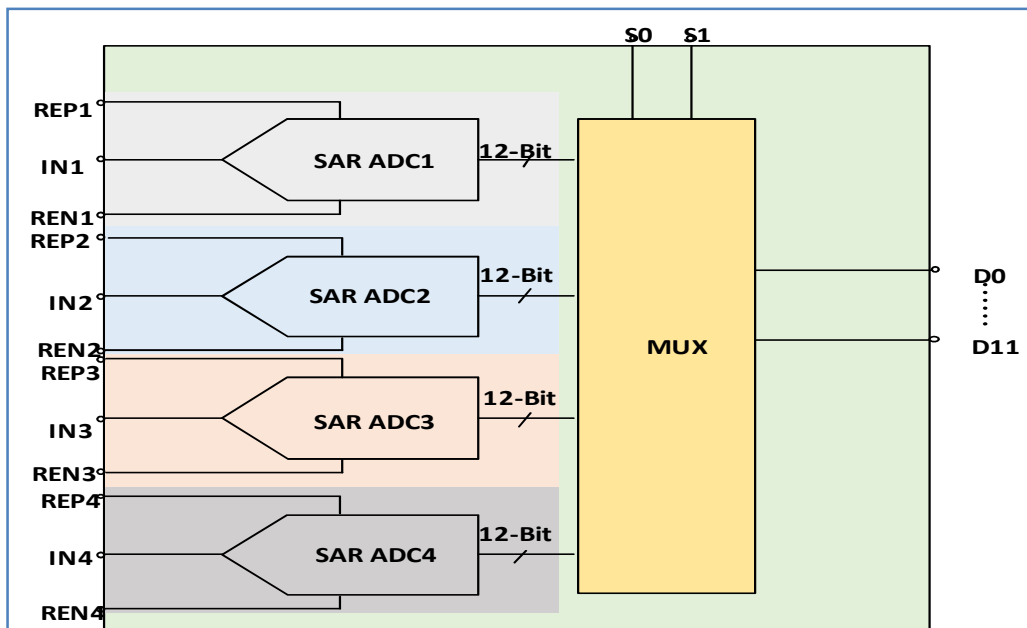 S0 S1
REP1
IN1
SAR ADC1
12-Bit
REN1
REP2
IN2
SAR ADC2
12-Bit
REN2
REP3
IN3
SAR ADC3
12-Bit
REN3
REP4
IN4
SAR ADC4
12-Bit
REN4
MUX
D0
D11